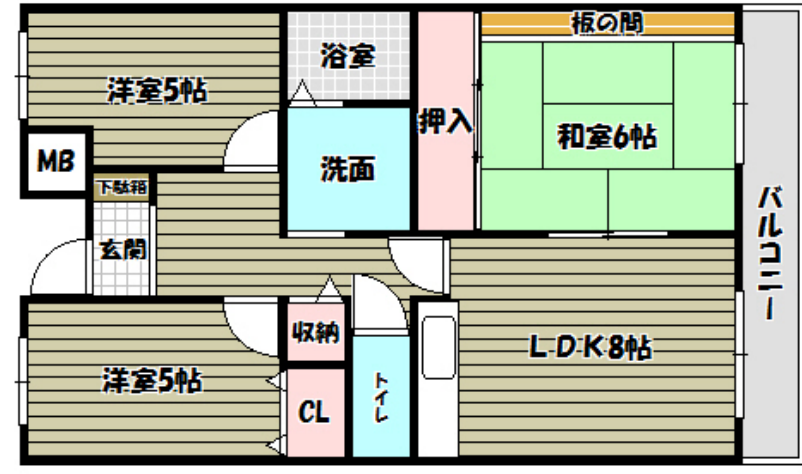 板の間
浴室
洋室5帖
押入
和室6帖
MB
洗面
下駄箱
バルコニー
玄関
収納
LDK8帖
洋室5帖
トイレ
CL